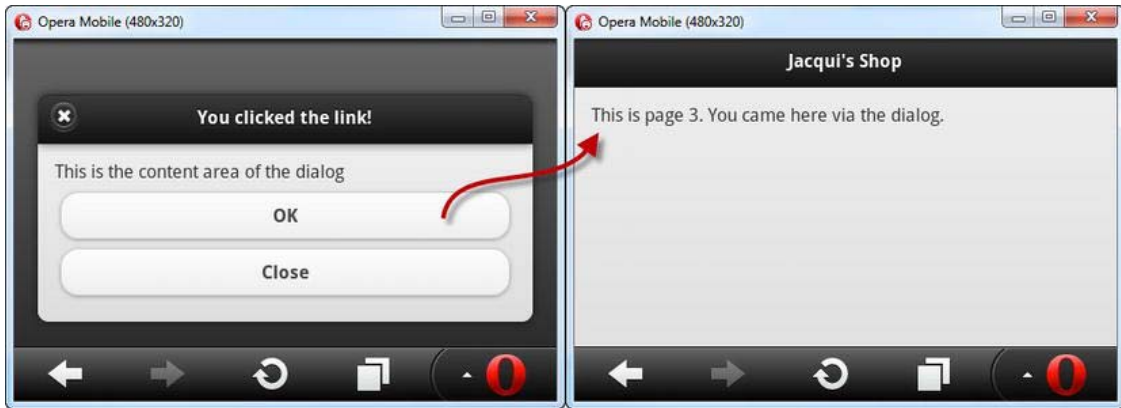 Opera Mobile (480x320)
You clicked the link!
This is the content area of the dialog
OK
Close
Opera Mobile (480x320)
Jacqui's Shop
This is page 3. You came here via the dialog.